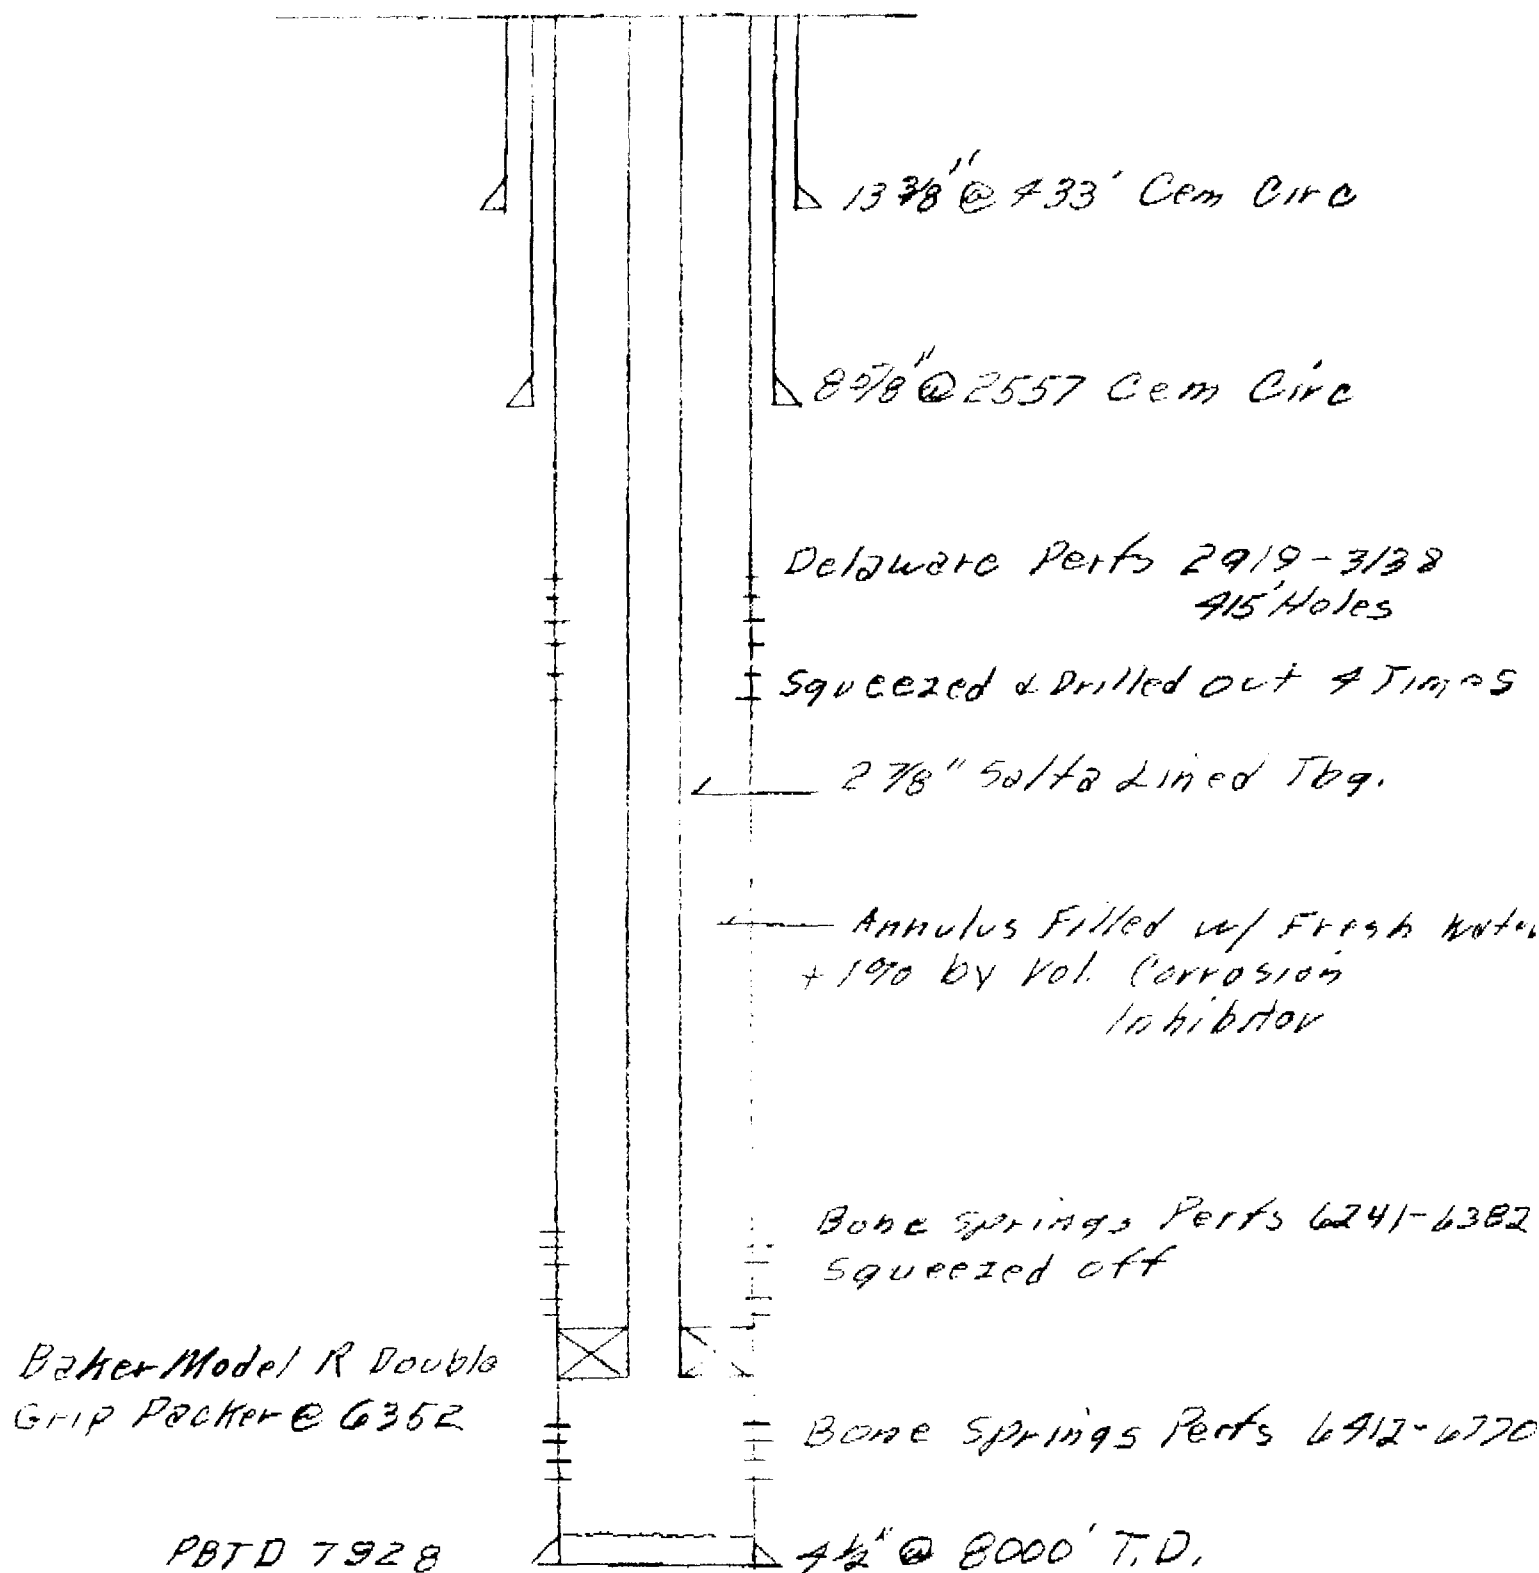 13 3/8" @ 433' Cem Circ
8 5/8" @ 2557 Cem Circ
Delaware Perfs 2919-3138
415 Holes
Squeezed & Drilled out 4 Times
2 7/8" Salta Lined Tbg.
Annulus Filled w/ Fresh Water
+ 1% by Vol. Corrosion
Inhibitor
Bone Springs Perfs 6241-6382
Squeezed off
Baker Model R Double
Grip Packer @ 6352
Bone Springs Perfs 6412-6770
PBTD 7928
4 1/2" @ 8000' T.D.